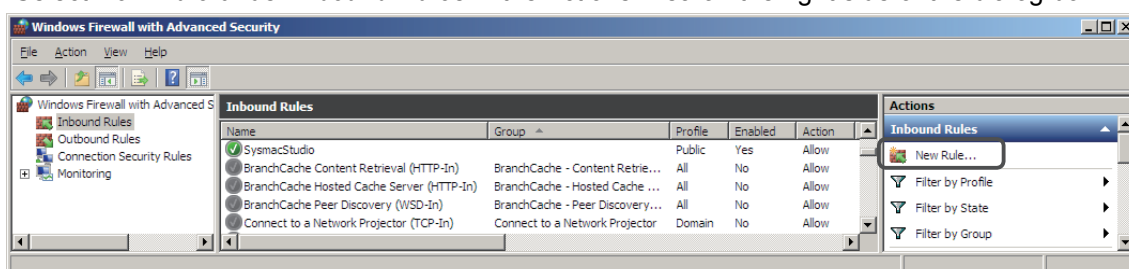 Windows Firewall with Advanced Security
File Action View Help
Windows Firewall with Advanced S
Inbound Rules
Outbound Rules
Connection Security Rules
Monitoring
Inbound Rules
Name Group Profile Enabled Action
SysmacStudio Public Yes Allow
BranchCache Content Retrieval (HTTP-In) BranchCache - Content Retrie... All No Allow
BranchCache Hosted Cache Server (HTTP-In) BranchCache - Hosted Cache ... All No Allow
BranchCache Peer Discovery (WSD-In) BranchCache - Peer Discovery... All No Allow
Connect to a Network Projector (TCP-In) Connect to a Network Projector Domain No Allow
Actions
Inbound Rules
New Rule...
Filter by Profile
Filter by State
Filter by Group